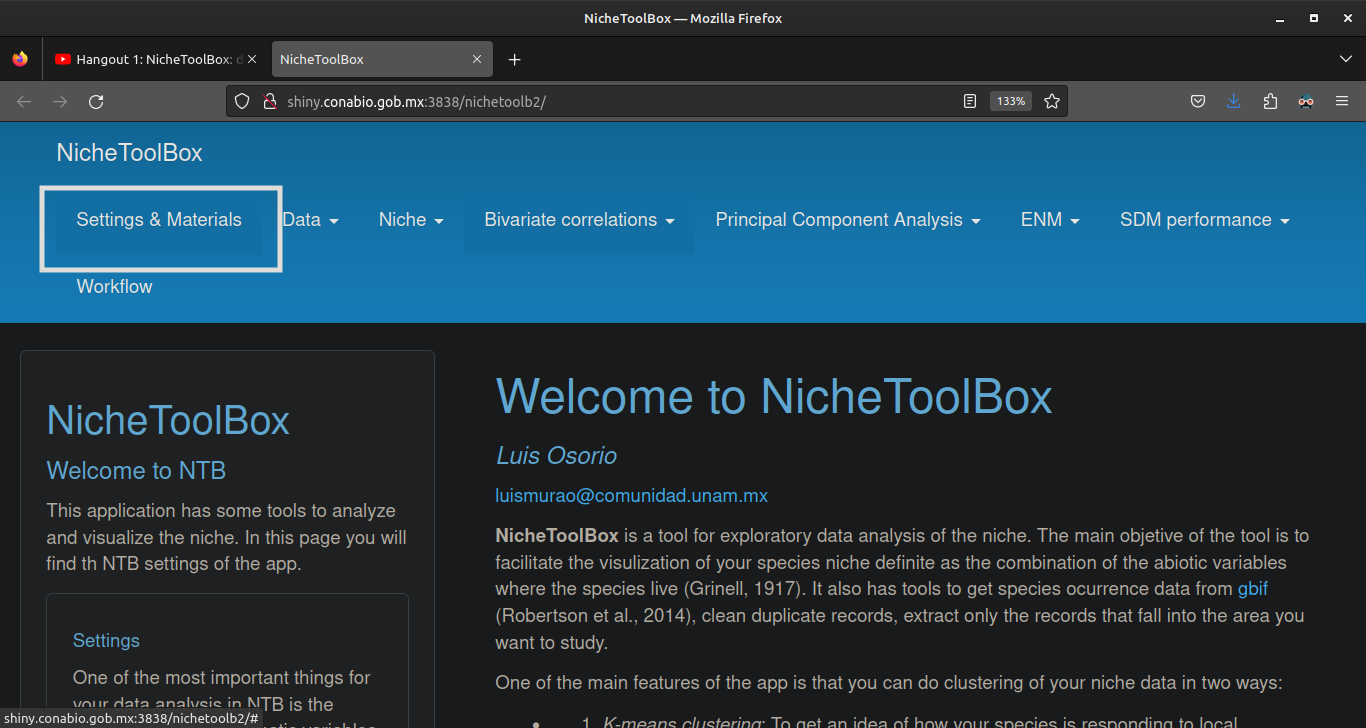 NicheToolBox — Mozilla Firefox
Hangout 1: NicheToolBox: d
NicheToolBox
shiny.conabio.gob.mx:3838/nichetoolb2/
133%
NicheToolBox
Settings & Materials
Data
Niche
Bivariate correlations
Principal Component Analysis
ENM
SDM performance
Workflow
NicheToolBox
Welcome to NTB
This application has some tools to analyze
and visualize the niche. In this page you will
find th NTB settings of the app.
Settings
One of the most important things for
your data analysis in NTB is the
Welcome to NicheToolBox
Luis Osorio
luismurao@comunidad.unam.mx
NicheToolBox is a tool for exploratory data analysis of the niche. The main objetive of the tool is to
facilitate the visulization of your species niche definite as the combination of the abiotic variables
where the species live (Grinell, 1917). It also has tools to get species ocurrence data from gbif
(Robertson et al., 2014), clean duplicate records, extract only the records that fall into the area you
want to study.
One of the main features of the app is that you can do clustering of your niche data in two ways:
1. K-means clustering: To get an idea of how your species is responding to local
shiny.conabio.gob.mx:3838/nichetoolb2/#